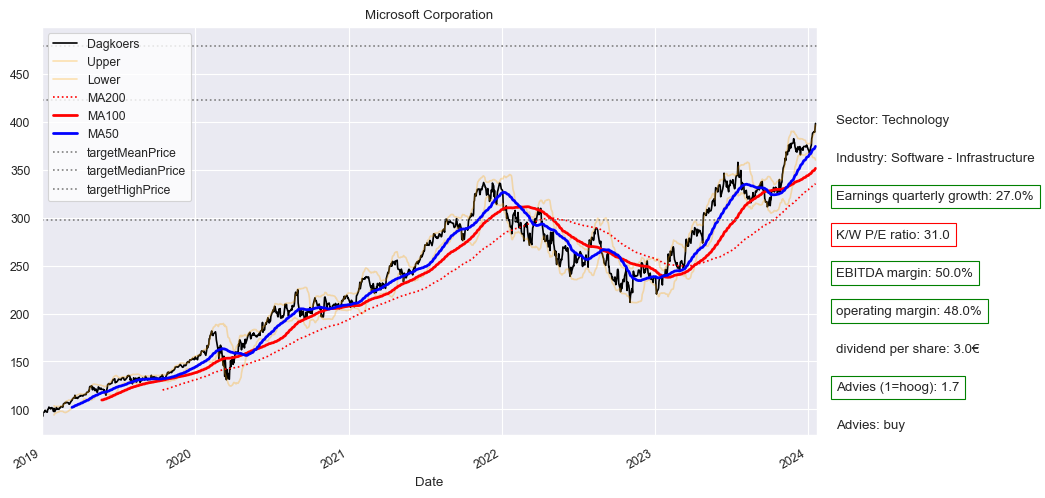 Microsoft Corporation
Dagkoers
Upper
Lower
MA200
MA100
MA50
targetMeanPrice
targetMedianPrice
targetHighPrice
450
400
350
300
250
200
150
100
2019
2020
2021
2022
2023
2024
Date
Sector: Technology
Industry: Software - Infrastructure
Earnings quarterly growth: 27.0%
K/W P/E ratio: 31.0
EBITDA margin: 50.0%
operating margin: 48.0%
dividend per share: 3.0€
Advies (1=hoog): 1.7
Advies: buy